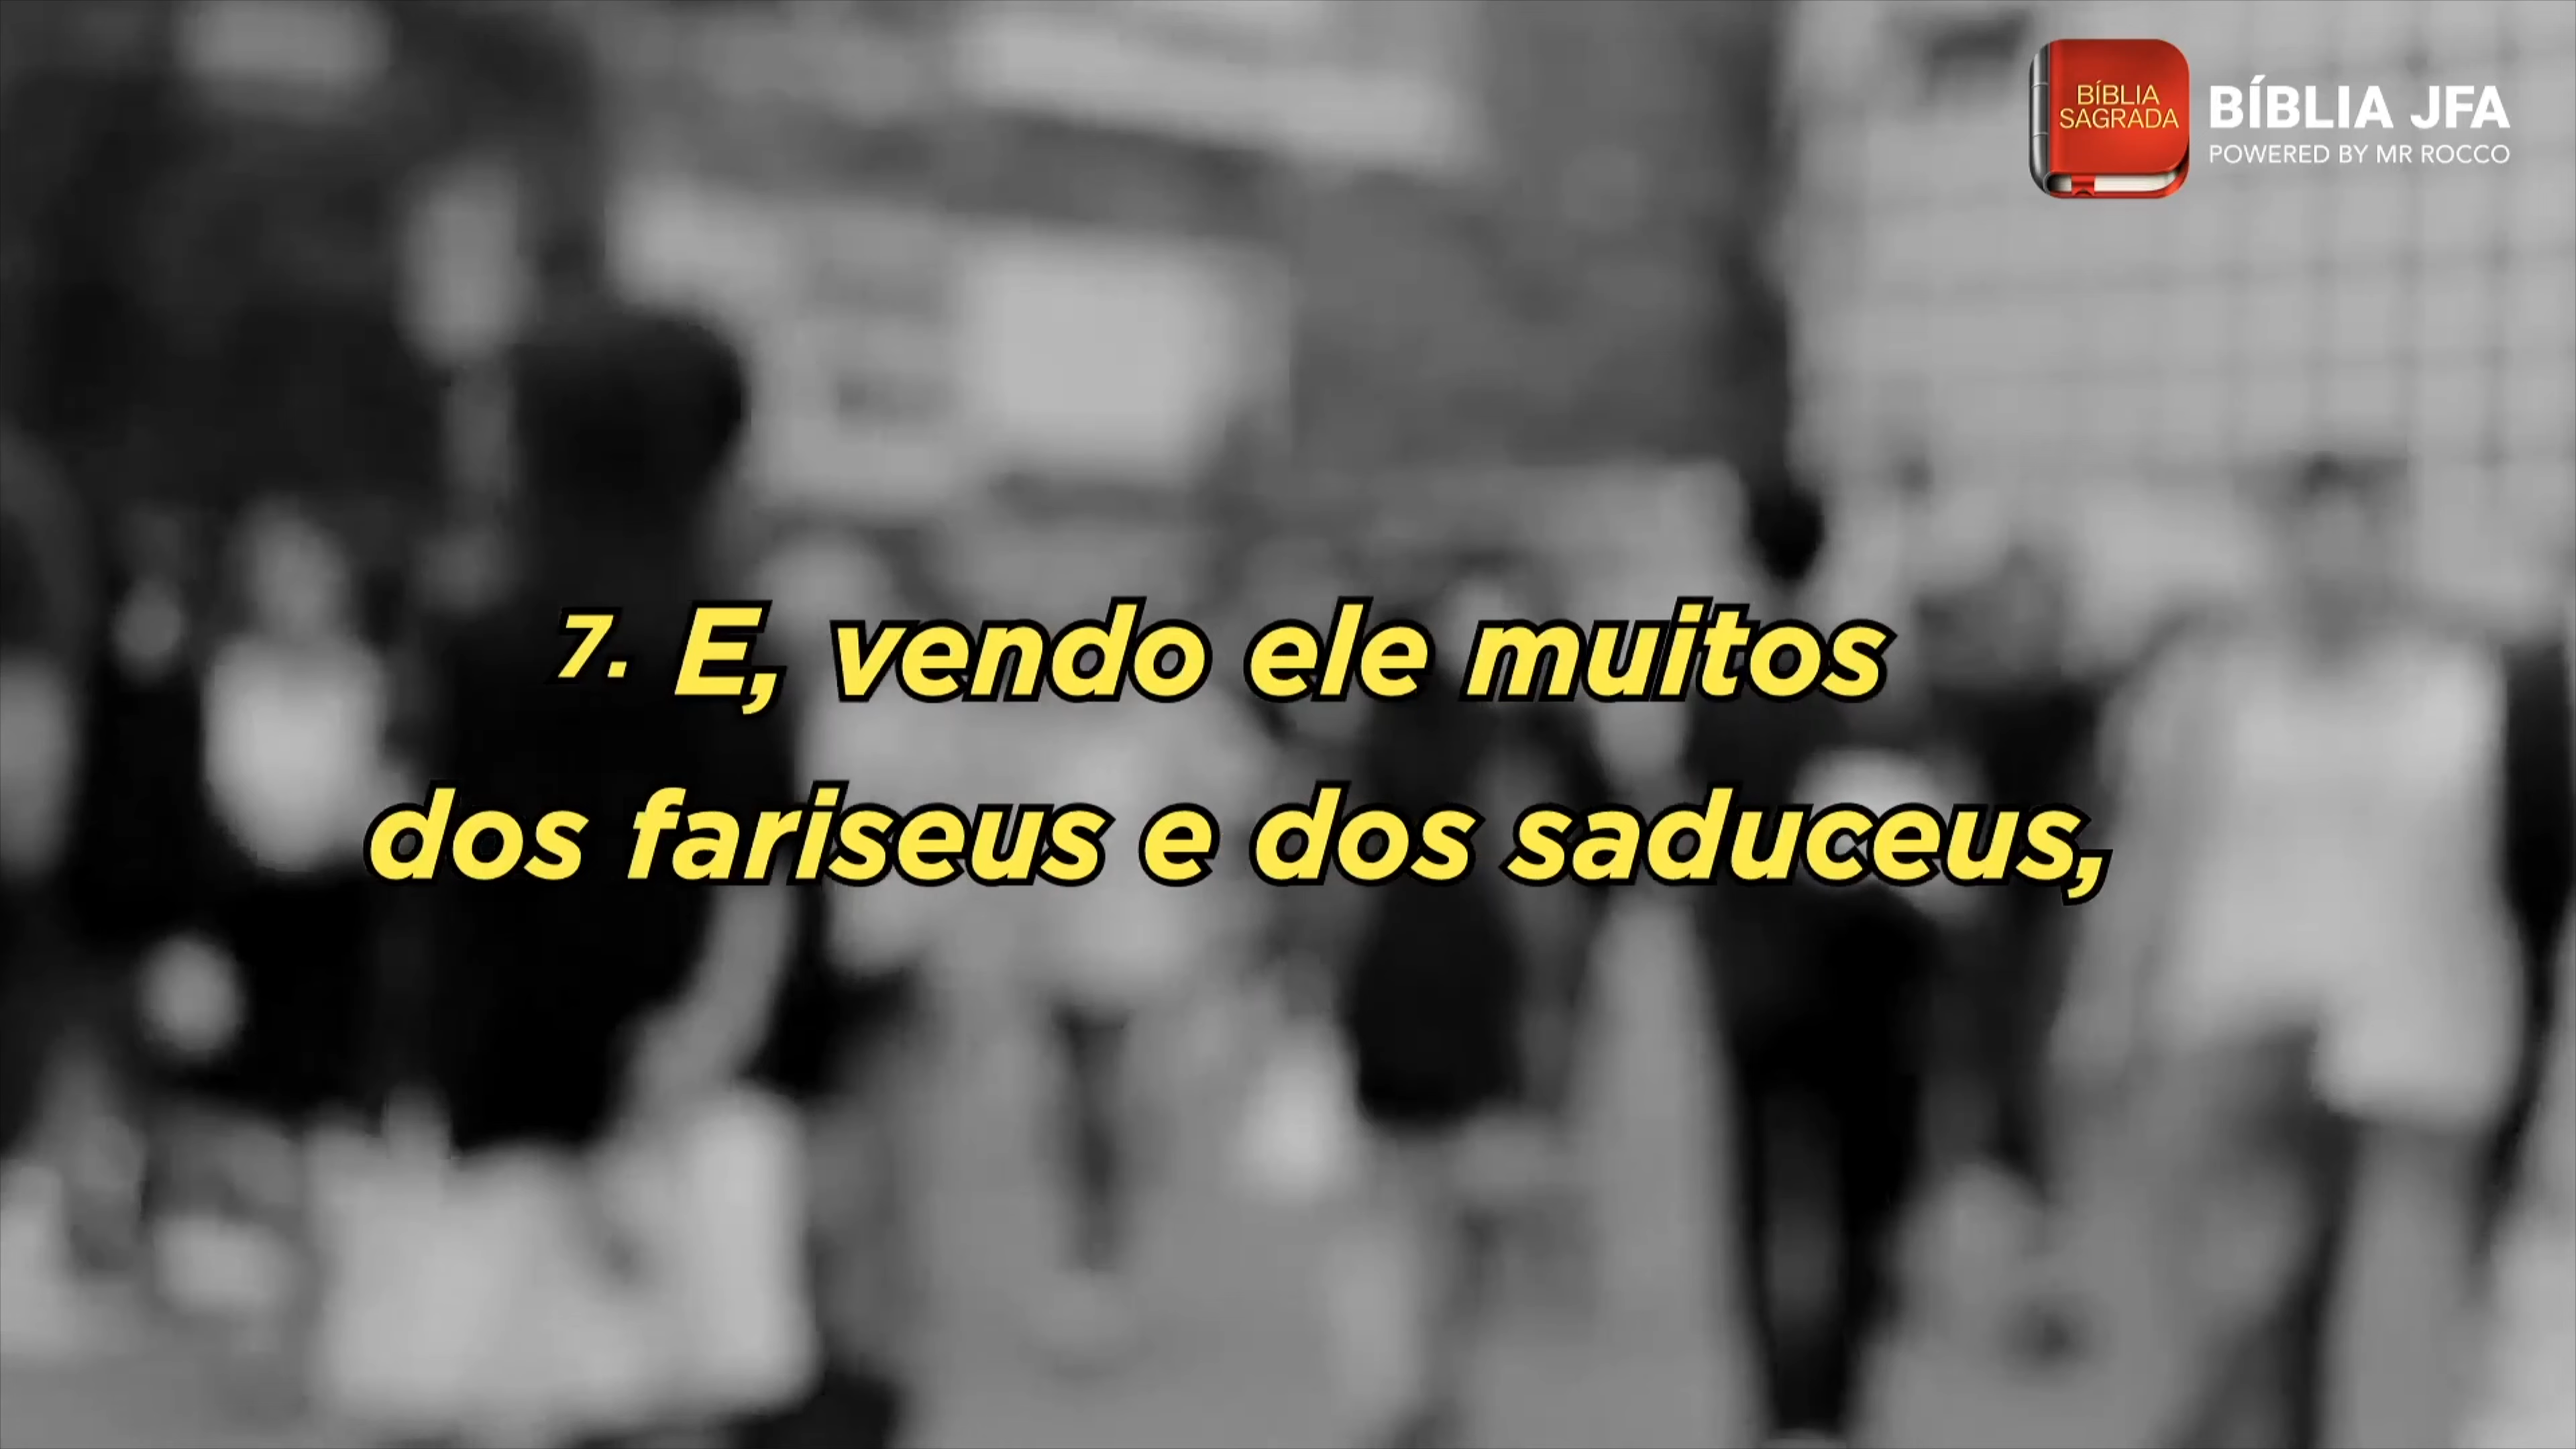 BÍBLIA
SAGRADA
BÍBLIA JFA
POWERED BY MR ROCCO
7. E, vendo ele muitos
dos fariseus e dos saduceus,